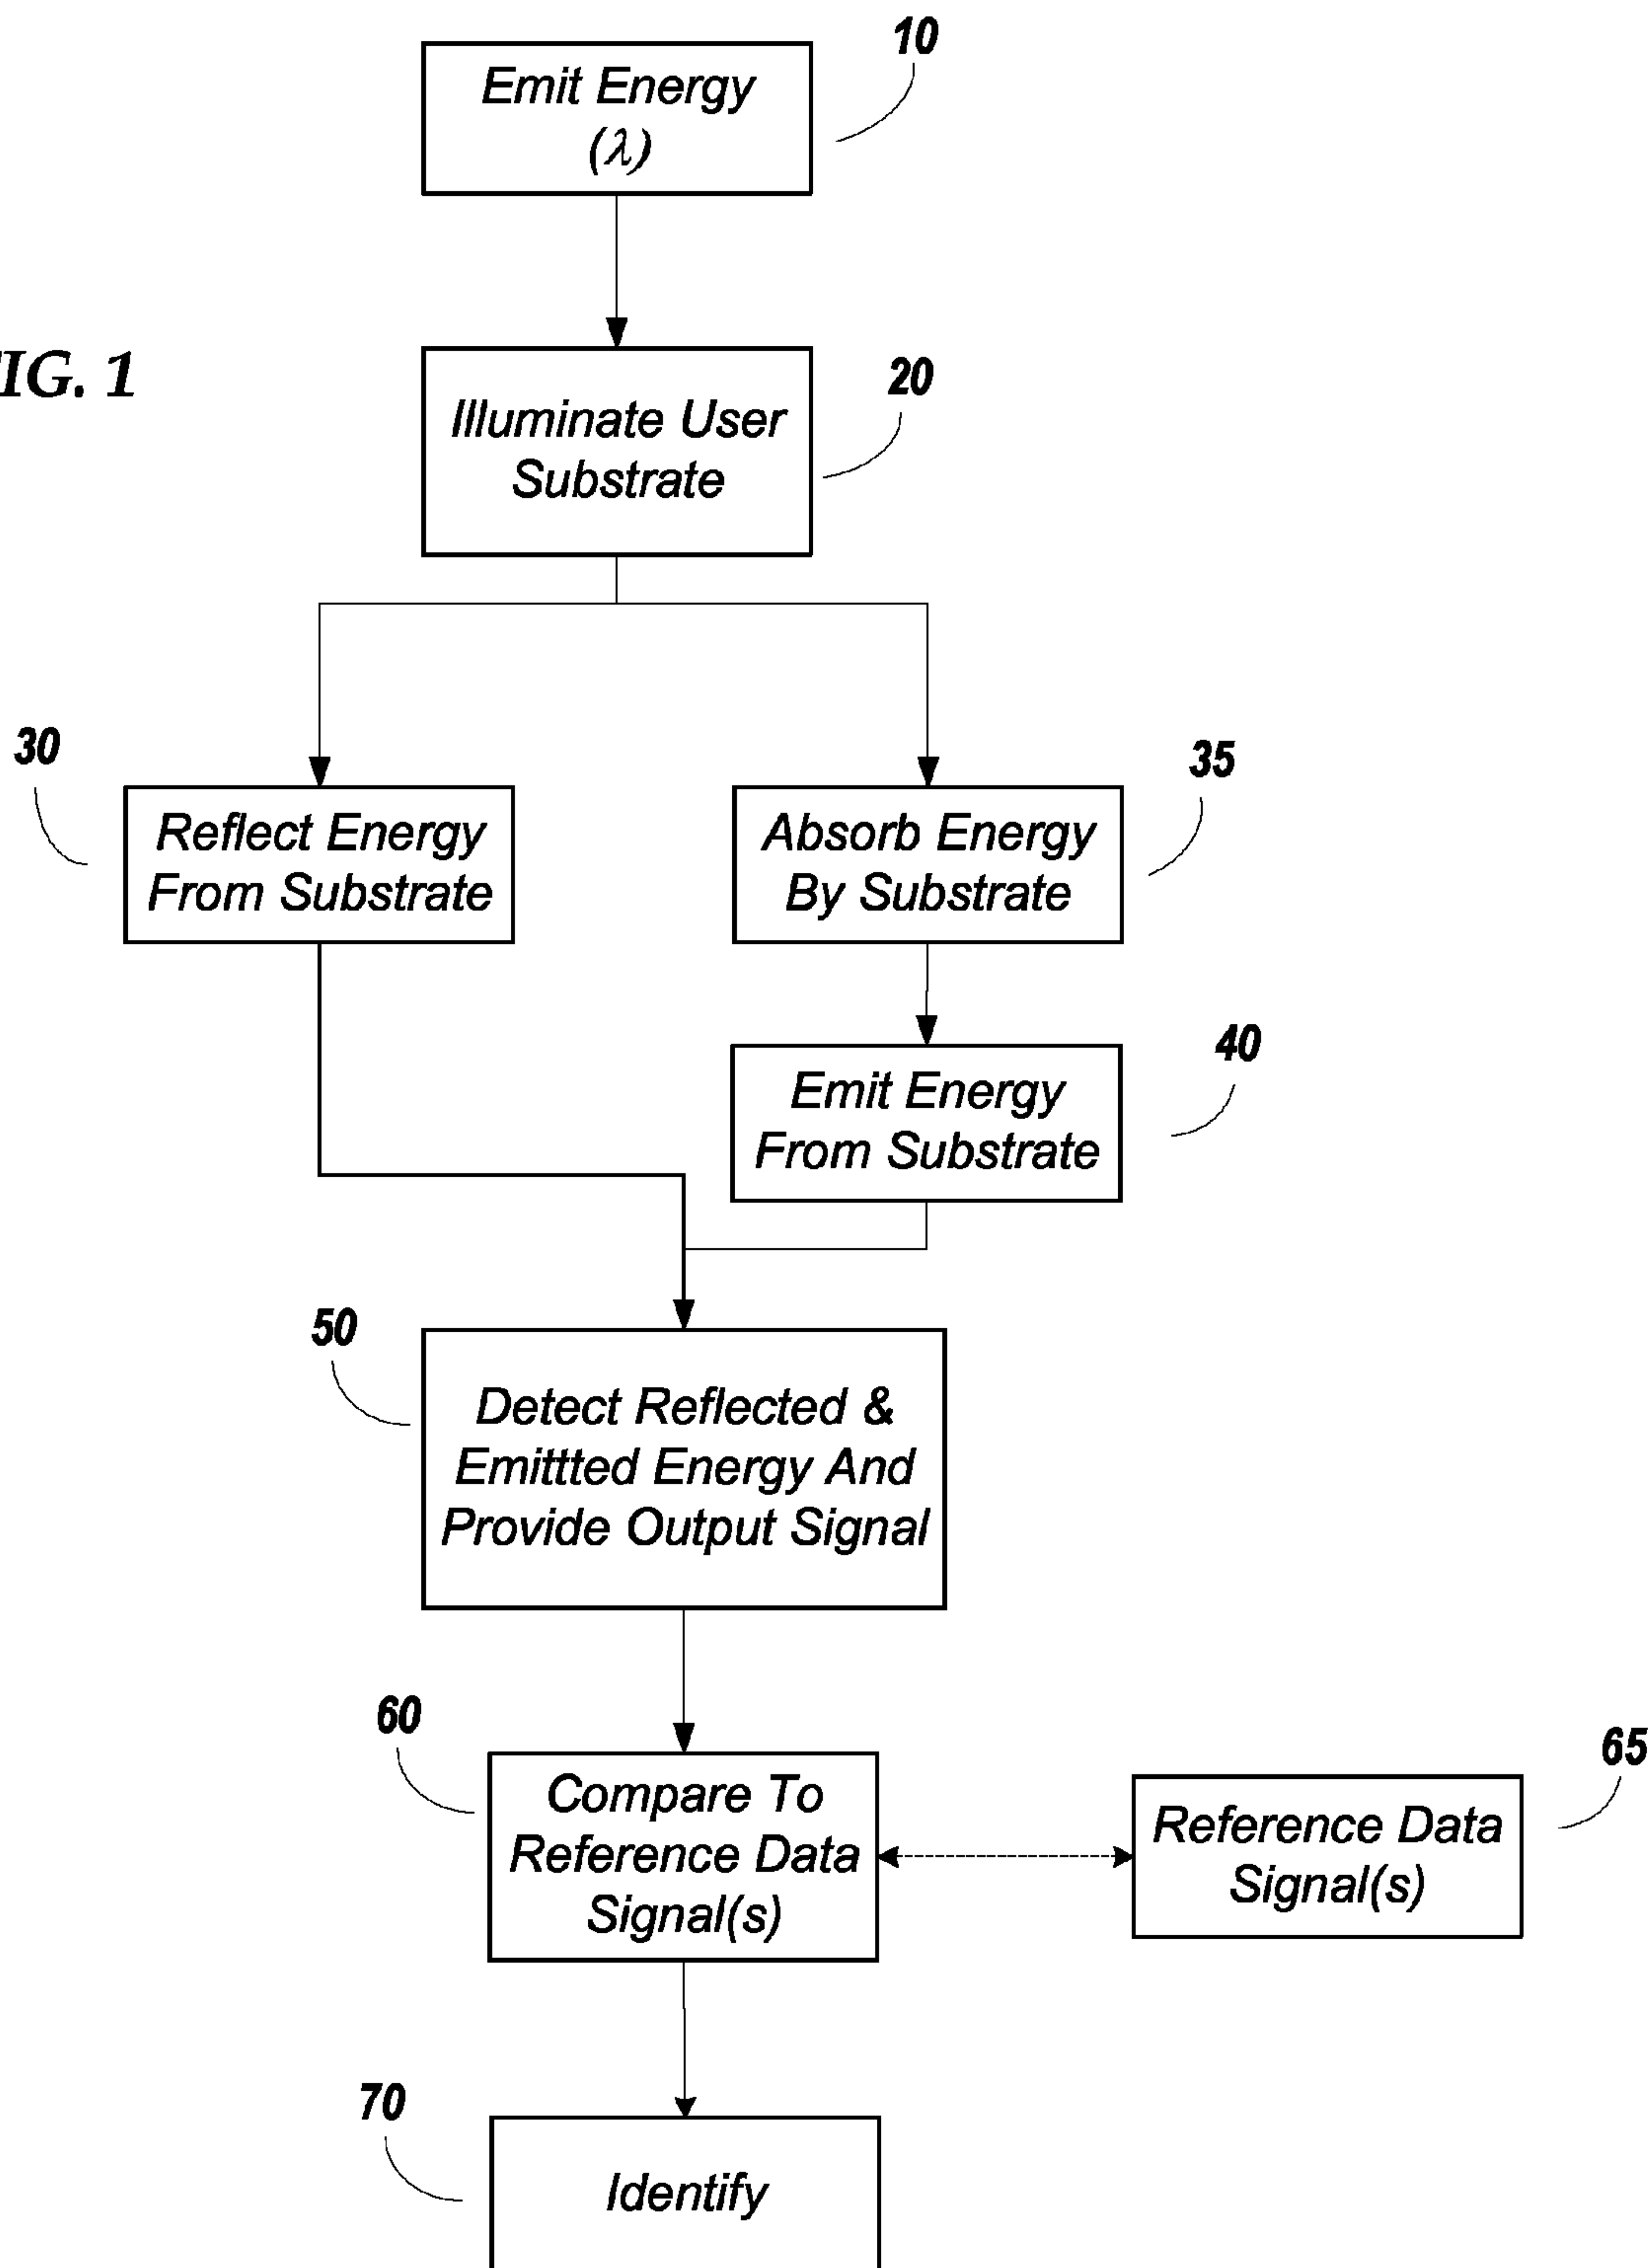 10
Emit Energy
(λ)
IG. 1
20
Illuminate User
Substrate
30
Reflect Energy
From Substrate
35
Absorb Energy
By Substrate
40
Emit Energy
From Substrate
50
Detect Reflected &
Emittted Energy And
Provide Output Signal
60
Compare To
Reference Data
Signal(s)
65
Reference Data
Signal(s)
70
Identify